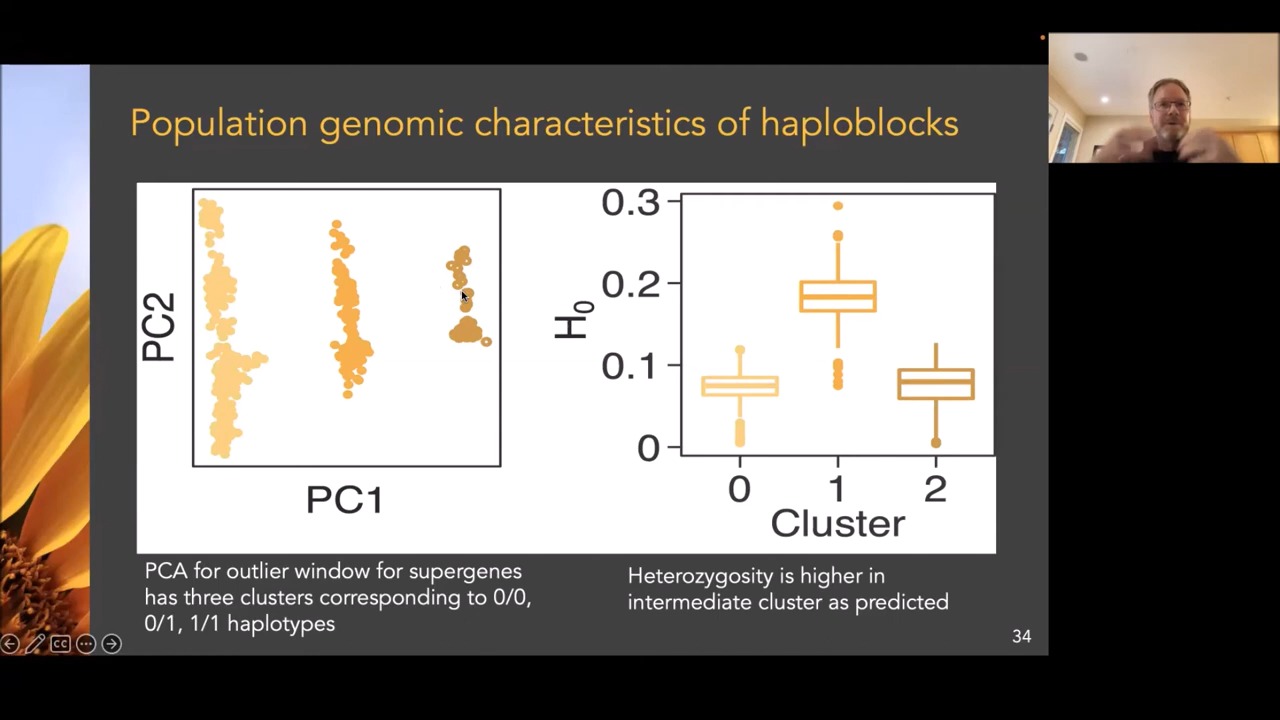 Population genomic characteristics of haploblocks
PC2
PC1
0.3
0.2
0.1
0
H0
0 1 2
Cluster
PCA for outlier window for supergenes
has three clusters corresponding to 0/0,
0/1, 1/1 haplotypes
Heterozygosity is higher in
intermediate cluster as predicted
34
CC